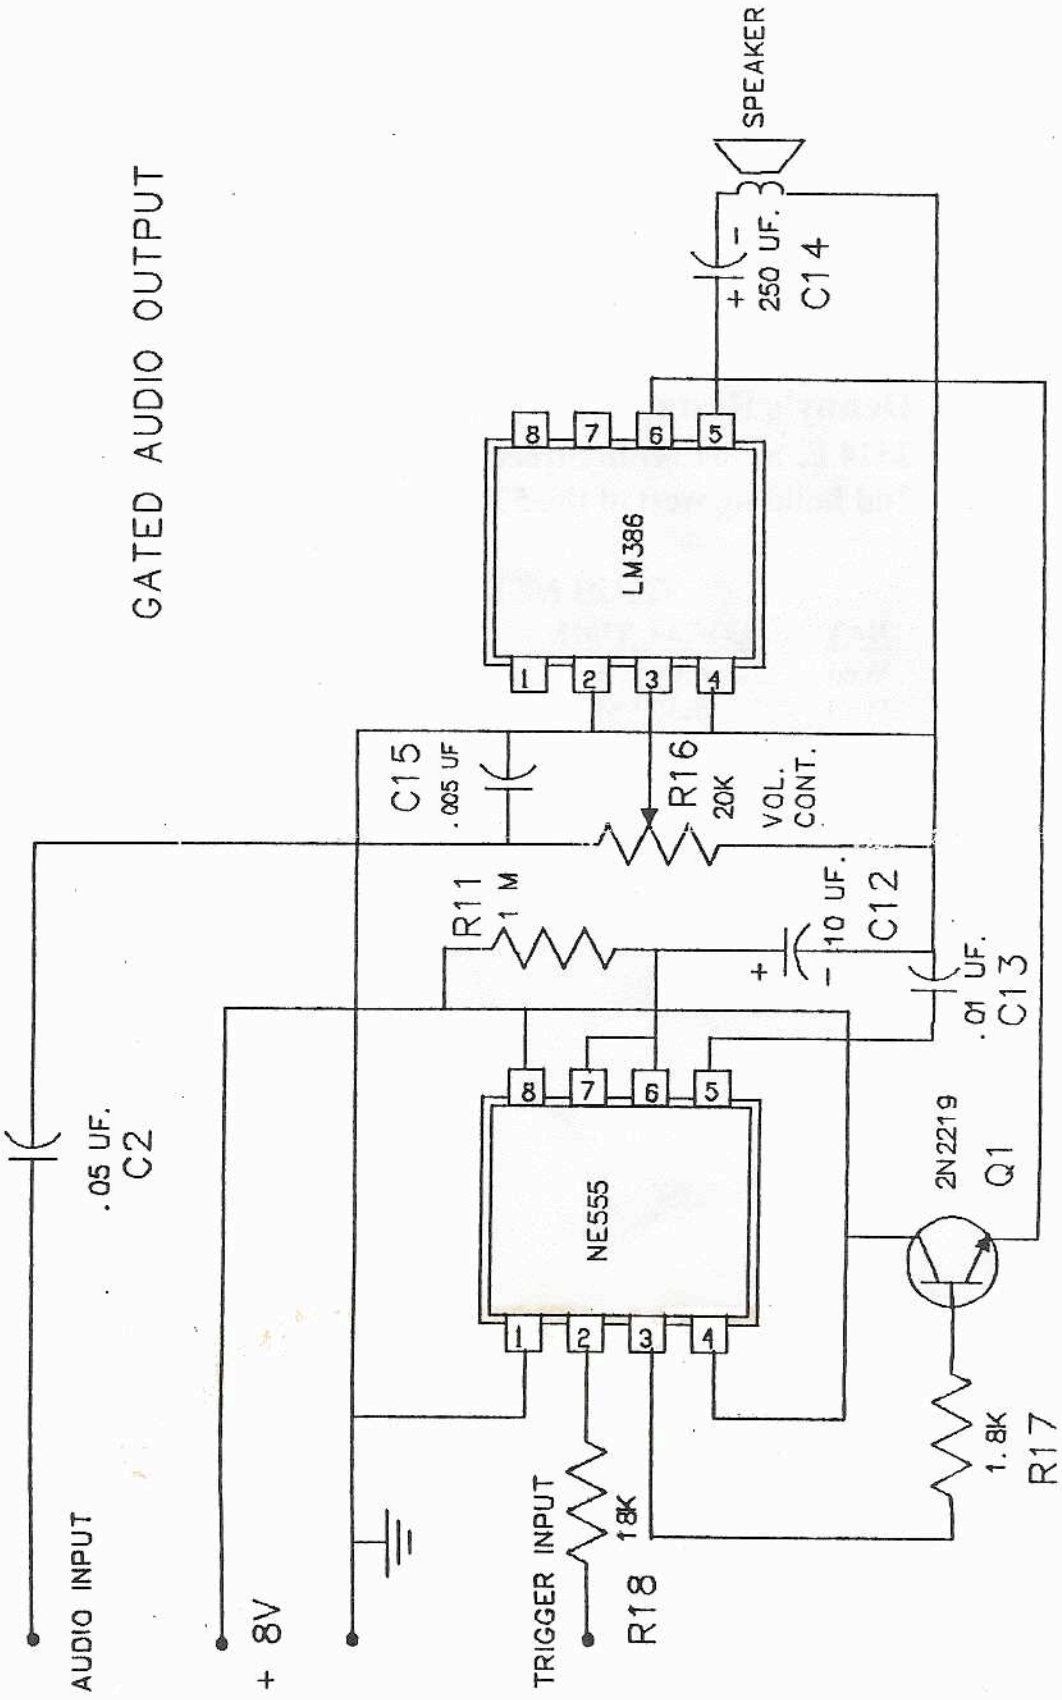 GATED AUDIO OUTPUT
AUDIO INPUT
.05 UF.
C2
+ 8V
TRIGGER INPUT
R18
18K
NE555
1
2
3
4
8
7
6
5
R11
1 M
C15
.005 UF
R16
20K
VOL.
CONT.
+
-
10 UF.
C12
.01 UF.
C13
2N2219
Q1
1.8K
R17
LM386
1
2
3
4
8
7
6
5
+
-
250 UF.
C14
SPEAKER